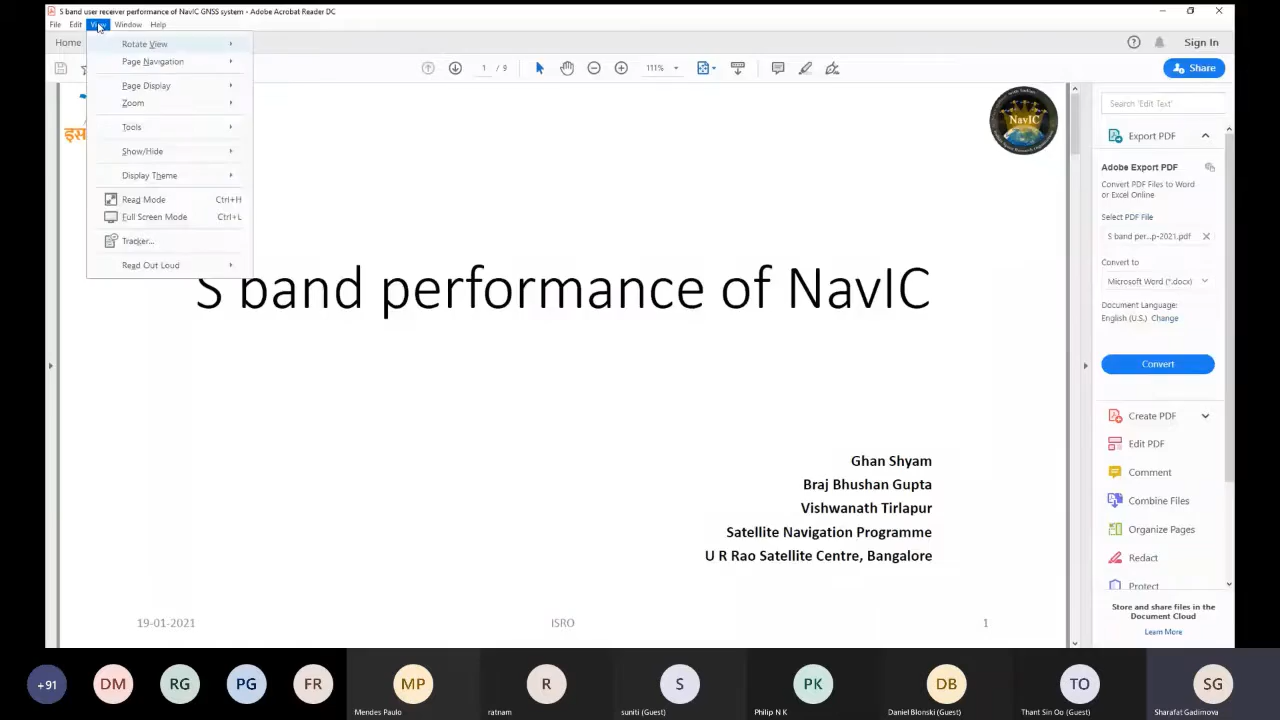 S band user receiver performance of NavIC GNSS system - Adobe Acrobat Reader DC
File Edit View Window Help
Home
Sign In
Rotate View
Page Navigation
Page Display
Zoom
Tools
Show/Hide
Display Theme
Read Mode Ctrl+H
Full Screen Mode Ctrl+L
Tracker...
Read Out Loud
1 / 9
111%
Share
इस
NavIC
S band performance of NavIC
Ghan Shyam
Braj Bhushan Gupta
Vishwanath Tirlapur
Satellite Navigation Programme
U R Rao Satellite Centre, Bangalore
19-01-2021 ISRO 1
Search 'Edit Text'
Export PDF
Adobe Export PDF
Convert PDF Files to Word
or Excel Online
Select PDF File
S band per...p-2021.pdf
Convert to
Microsoft Word (*.docx)
Document Language:
English (U.S.) Change
Convert
Create PDF
Edit PDF
Comment
Combine Files
Organize Pages
Redact
Protect
Store and share files in the
Document Cloud
Learn More
+91 DM RG PG FR MP R S PK DB TO SG
Mendes Paulo ratnam suniti (Guest) Philip N K Daniel Blonski (Guest) Thant Sin Oo (Guest) Sharafat Gadimova